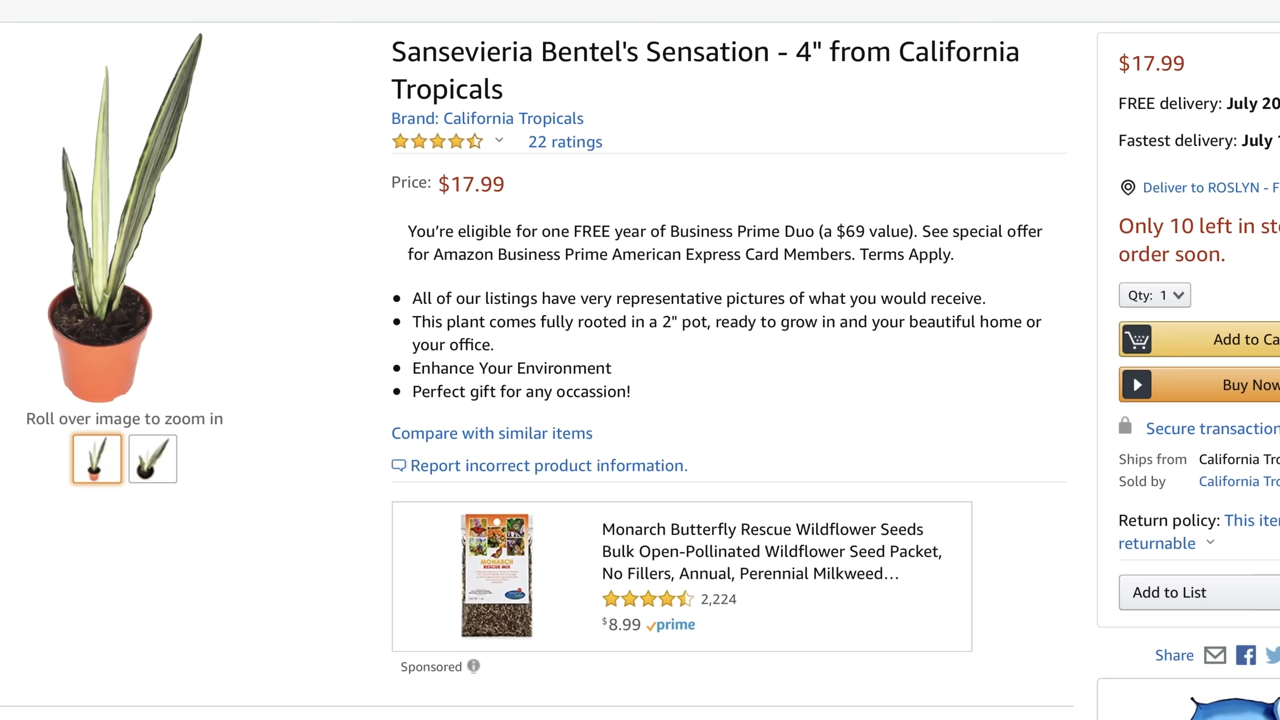 Sansevieria Bentel's Sensation - 4" from California
Tropicals
Brand: California Tropicals
22 ratings
Price: $17.99
You're eligible for one FREE year of Business Prime Duo (a $69 value). See special offer
for Amazon Business Prime American Express Card Members. Terms Apply.
• All of our listings have very representative pictures of what you would receive.
• This plant comes fully rooted in a 2" pot, ready to grow in and your beautiful home or
your office.
• Enhance Your Environment
• Perfect gift for any occassion!
Compare with similar items
Report incorrect product information.
Roll over image to zoom in
MONARCH
RESCUE MIX
Monarch Butterfly Rescue Wildflower Seeds
Bulk Open-Pollinated Wildflower Seed Packet,
No Fillers, Annual, Perennial Milkweed…
2,224
$8.99 prime
Sponsored
$17.99
FREE delivery: July 20
Fastest delivery: July
Deliver to ROSLYN - F
Only 10 left in st
order soon.
Qty: 1
Add to Ca
Buy Now
Secure transaction
Ships from California Tro
Sold by California Tro
Return policy: This ite
returnable
Add to List
Share